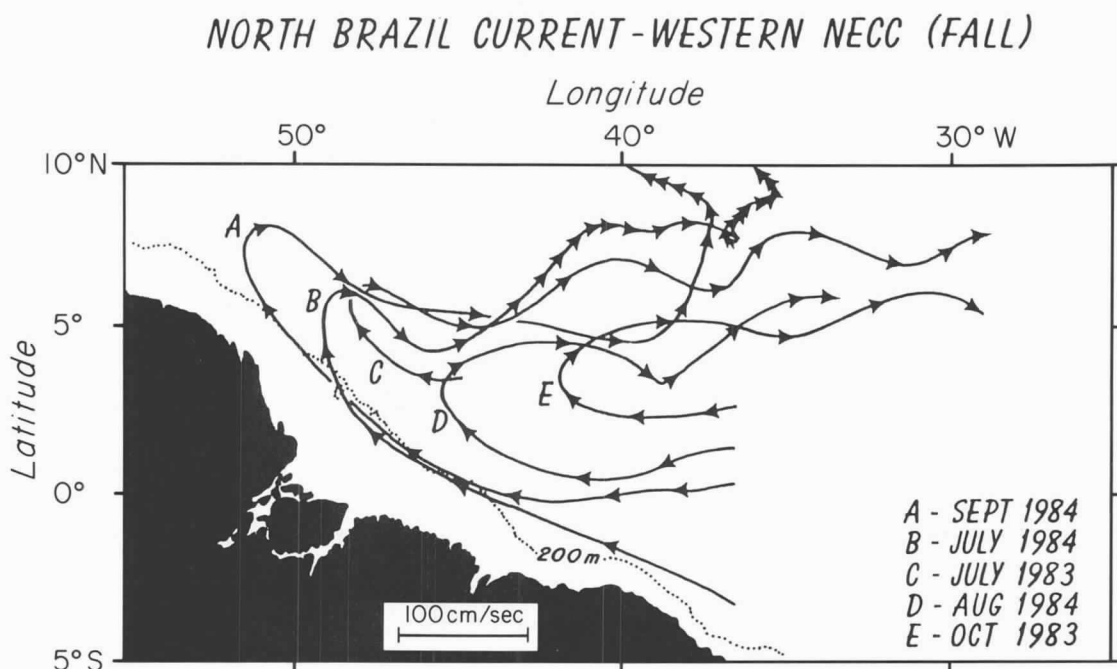 NORTH BRAZIL CURRENT-WESTERN NECC (FALL)
Longitude
50° 40° 30° W
10°N
A
B
5°
C
D
E
Latitude
0°
200m
A - SEPT 1984
B - JULY 1984
C - JULY 1983
D - AUG 1984
E - OCT 1983
100 cm/sec
5°S